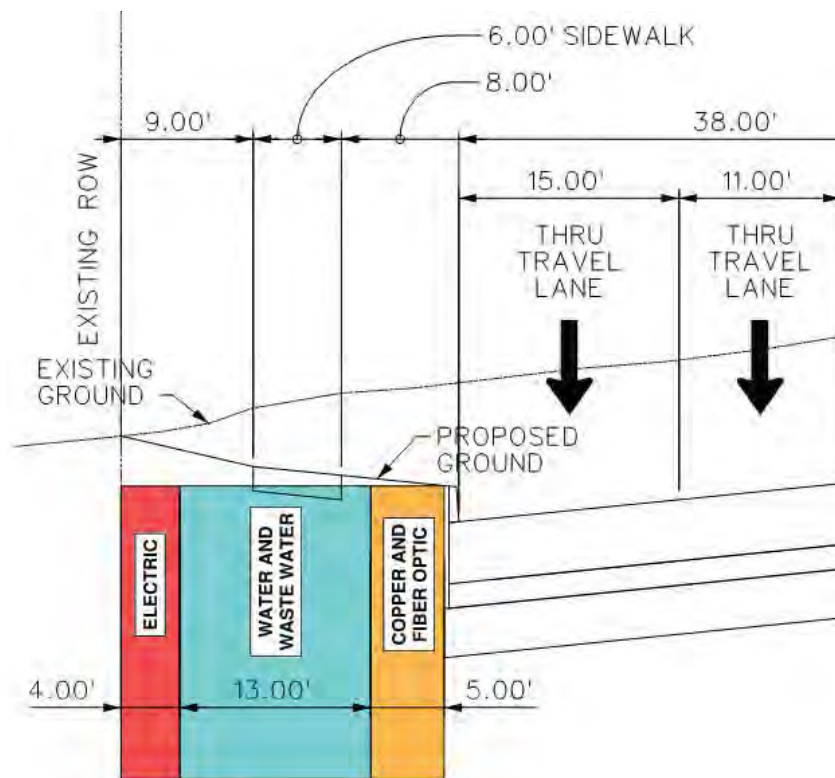 6.00' SIDEWALK
8.00'
9.00'
38.00'
15.00'
11.00'
EXISTING ROW
THRU
TRAVEL
LANE
THRU
TRAVEL
LANE
EXISTING
GROUND
PROPOSED
GROUND
ELECTRIC
WATER AND
WASTE WATER
COPPER AND
FIBER OPTIC
4.00'
13.00'
5.00'